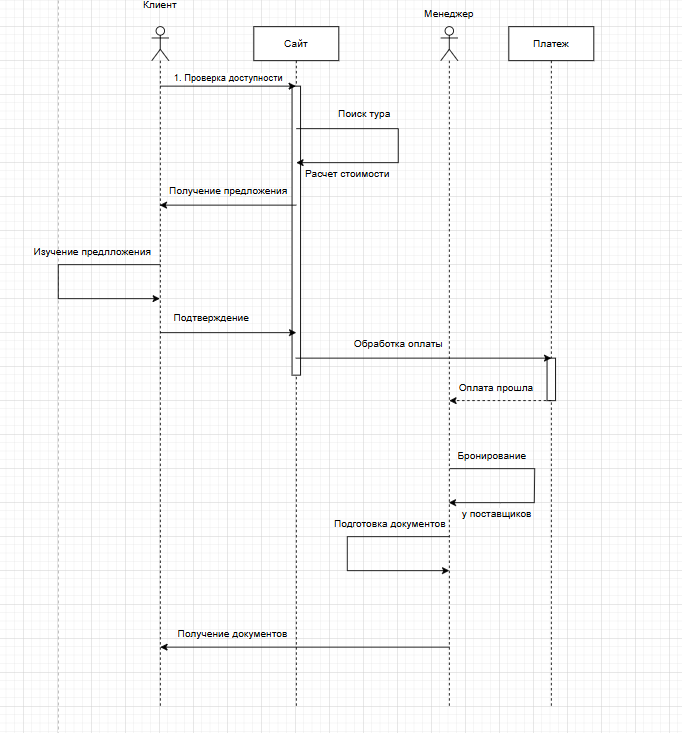 Клиент
Менеджер
Сайт
Платеж
1. Проверка доступности
Поиск тура
Расчет стоимости
Получение предложения
Изучение предлложения
Подтверждение
Обработка оплаты
Оплата прошла
Бронирование
у поставщиков
Подготовка документов
Получение документов